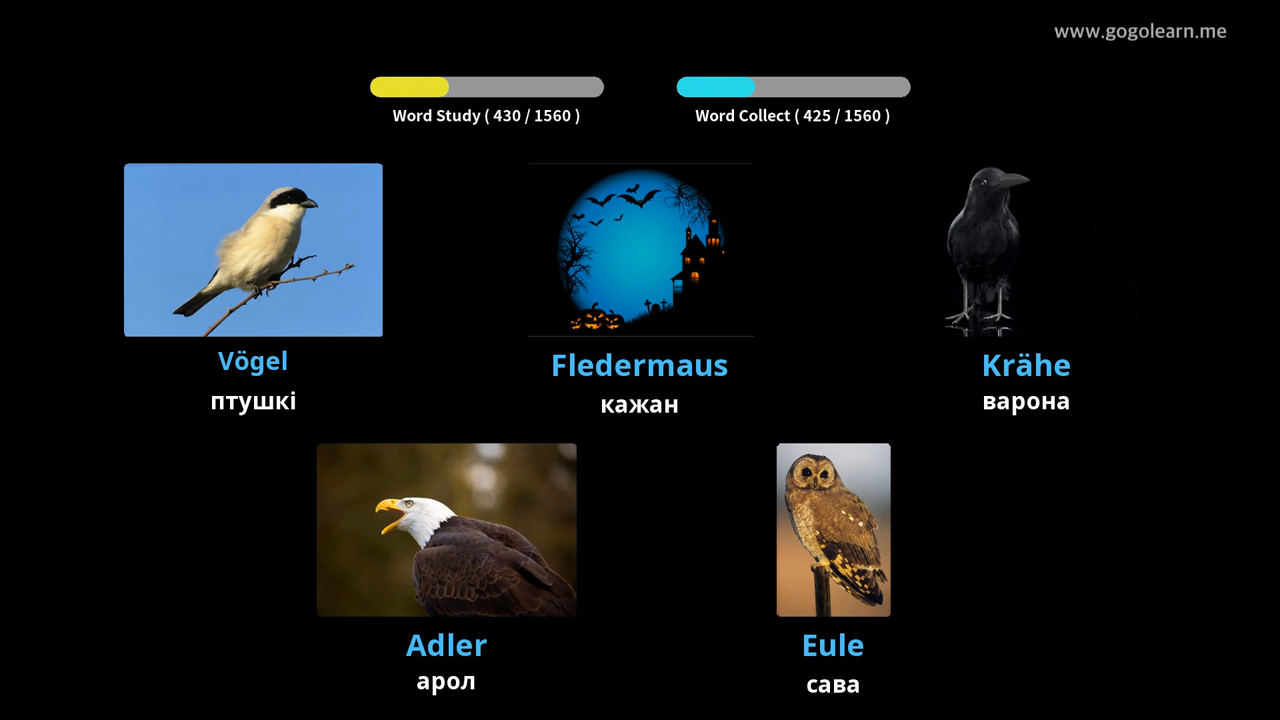 www.gogolearn.me
Word Study ( 430 / 1560 )
Word Collect ( 425 / 1560 )
Vögel
птушкі
Fledermaus
кажан
Krähe
варона
Adler
арол
Eule
сава